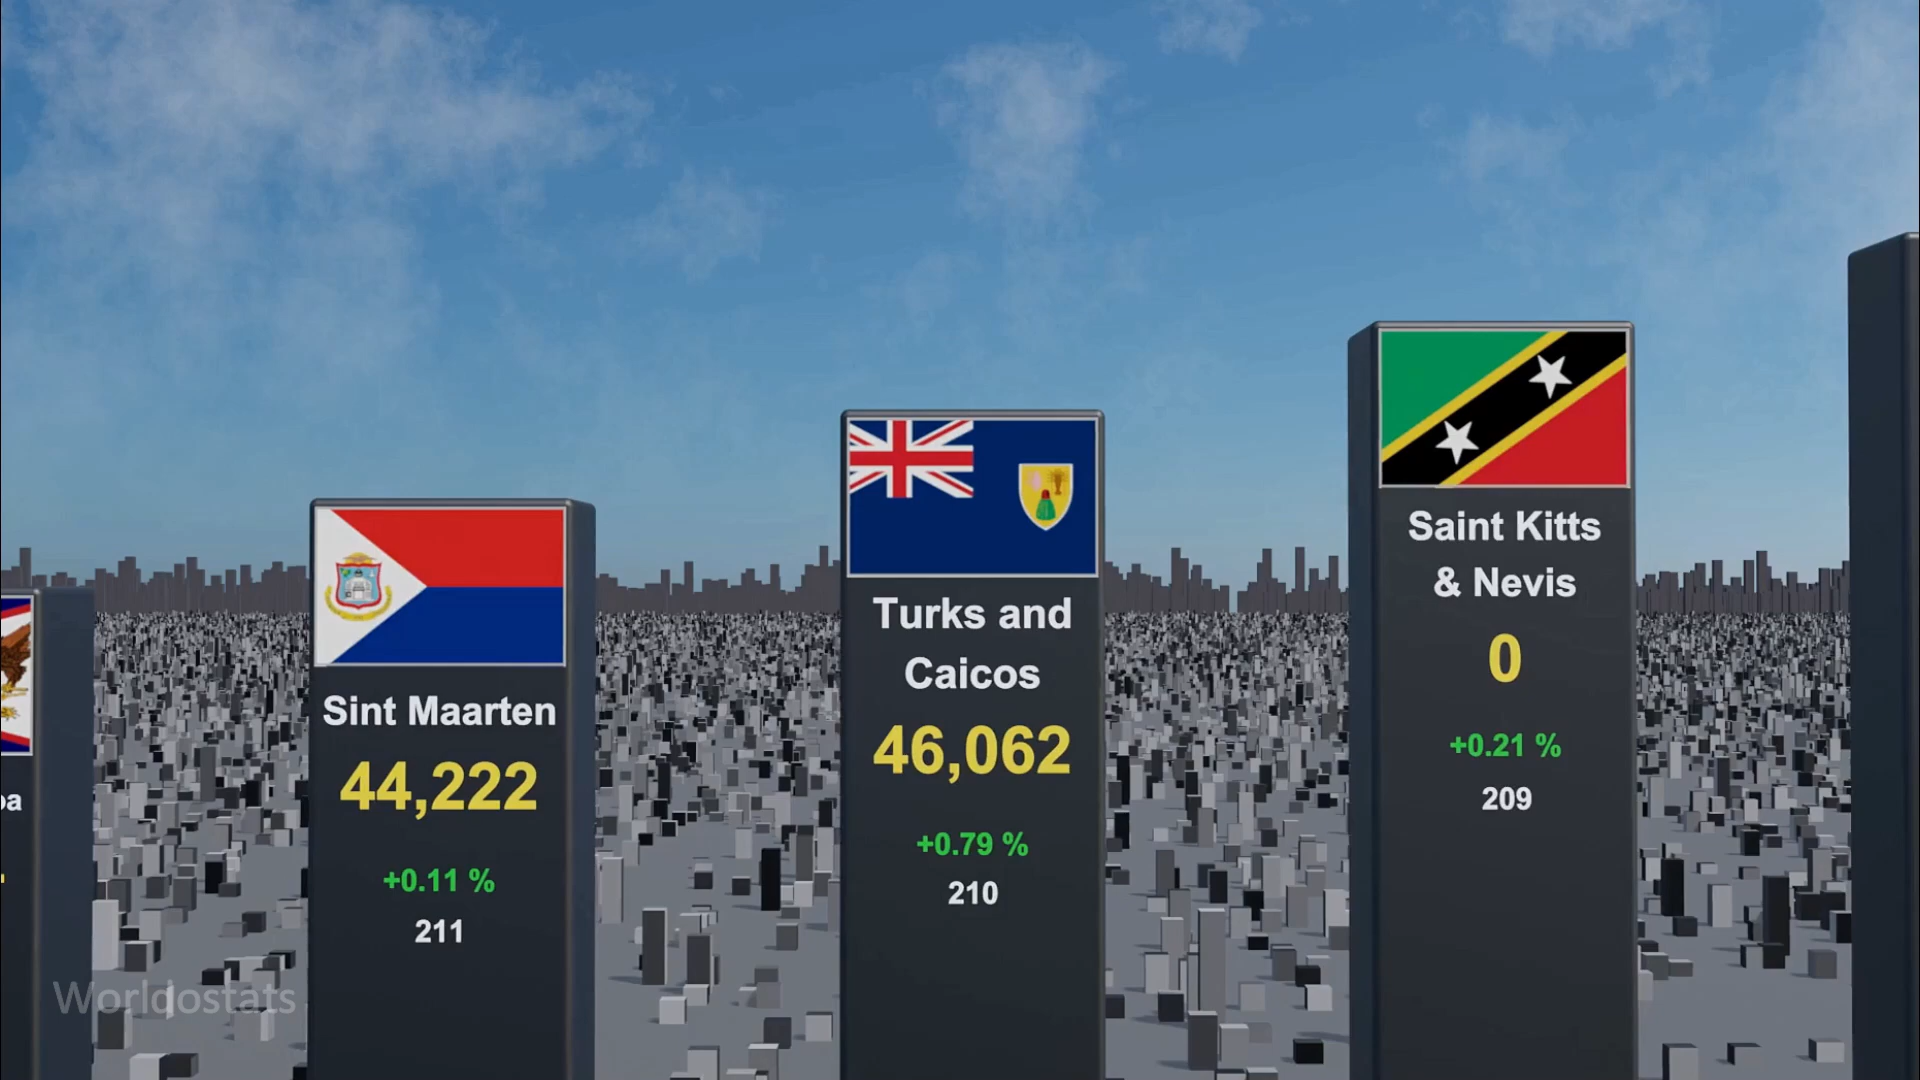 Sint Maarten
44,222
+0.11 %
211
Turks and
Caicos
46,062
+0.79 %
210
Saint Kitts
& Nevis
0
+0.21 %
209
Worldostats